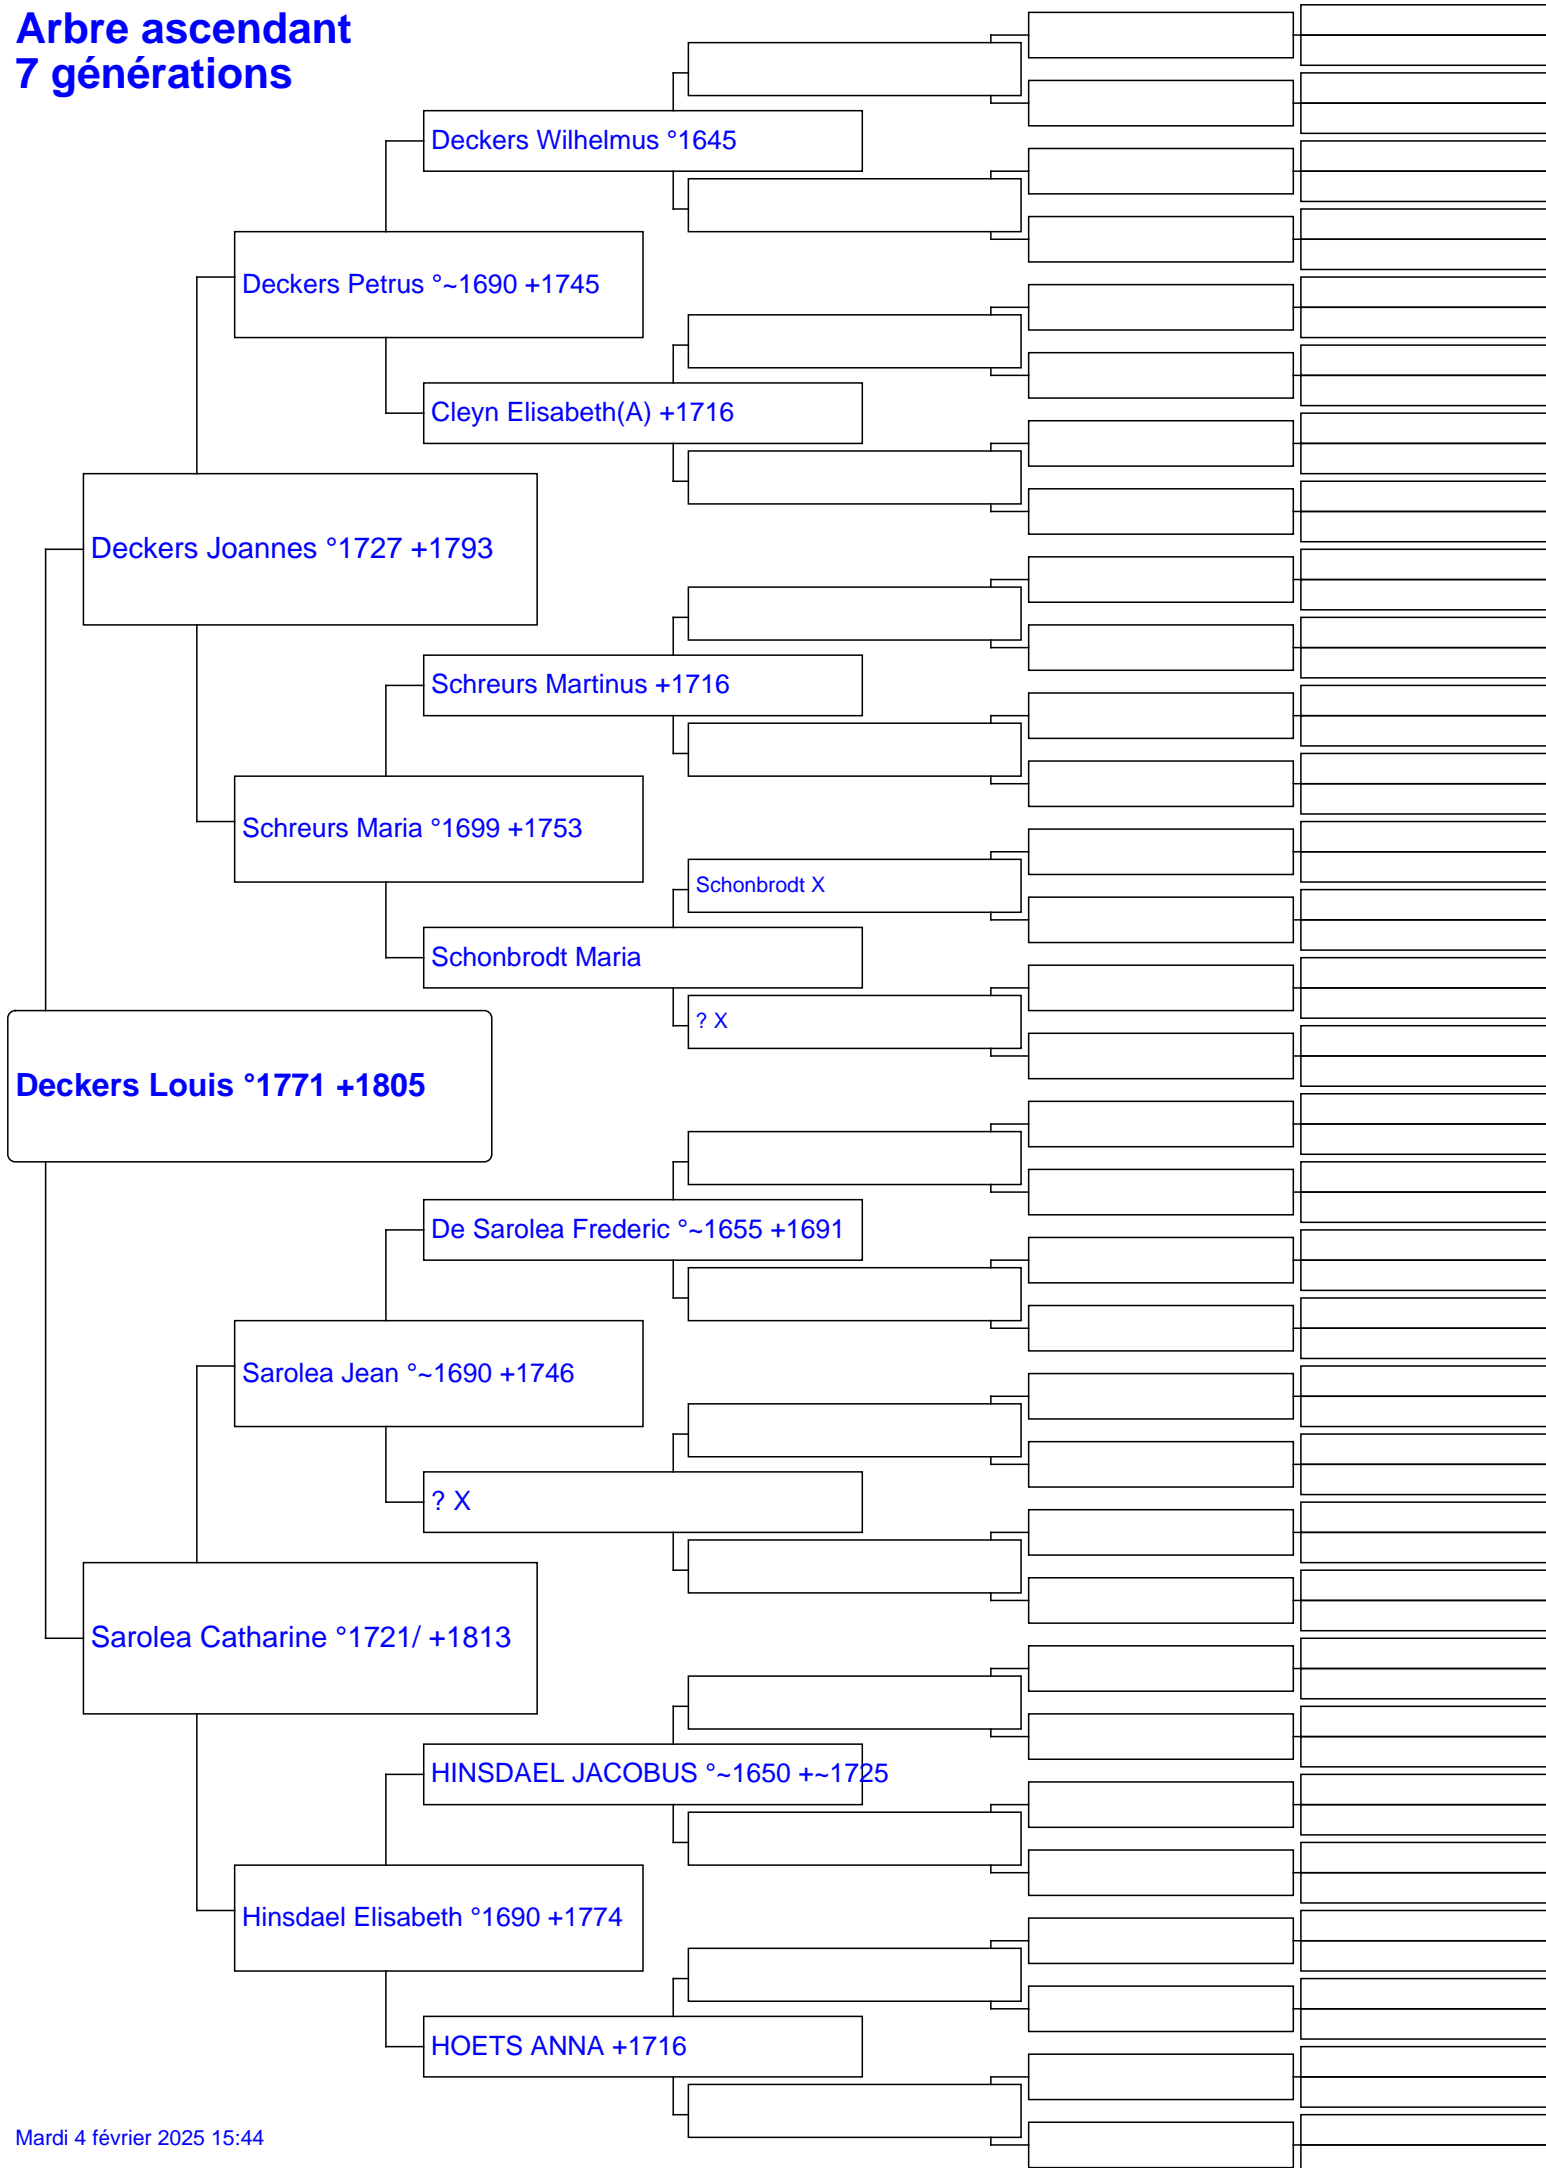 Arbre ascendant
7 générations
Deckers Wilhelmus °1645
Deckers Petrus °~1690 +1745
Cleyn Elisabeth(A) +1716
Deckers Joannes °1727 +1793
Schreurs Martinus +1716
Schreurs Maria °1699 +1753
Schonbrodt X
Schonbrodt Maria
? X
Deckers Louis °1771 +1805
De Sarolea Frederic °~1655 +1691
Sarolea Jean °~1690 +1746
? X
Sarolea Catharine °1721/ +1813
HINSDAEL JACOBUS °~1650 +~1725
Hinsdael Elisabeth °1690 +1774
HOETS ANNA +1716
Mardi 4 février 2025 15:44